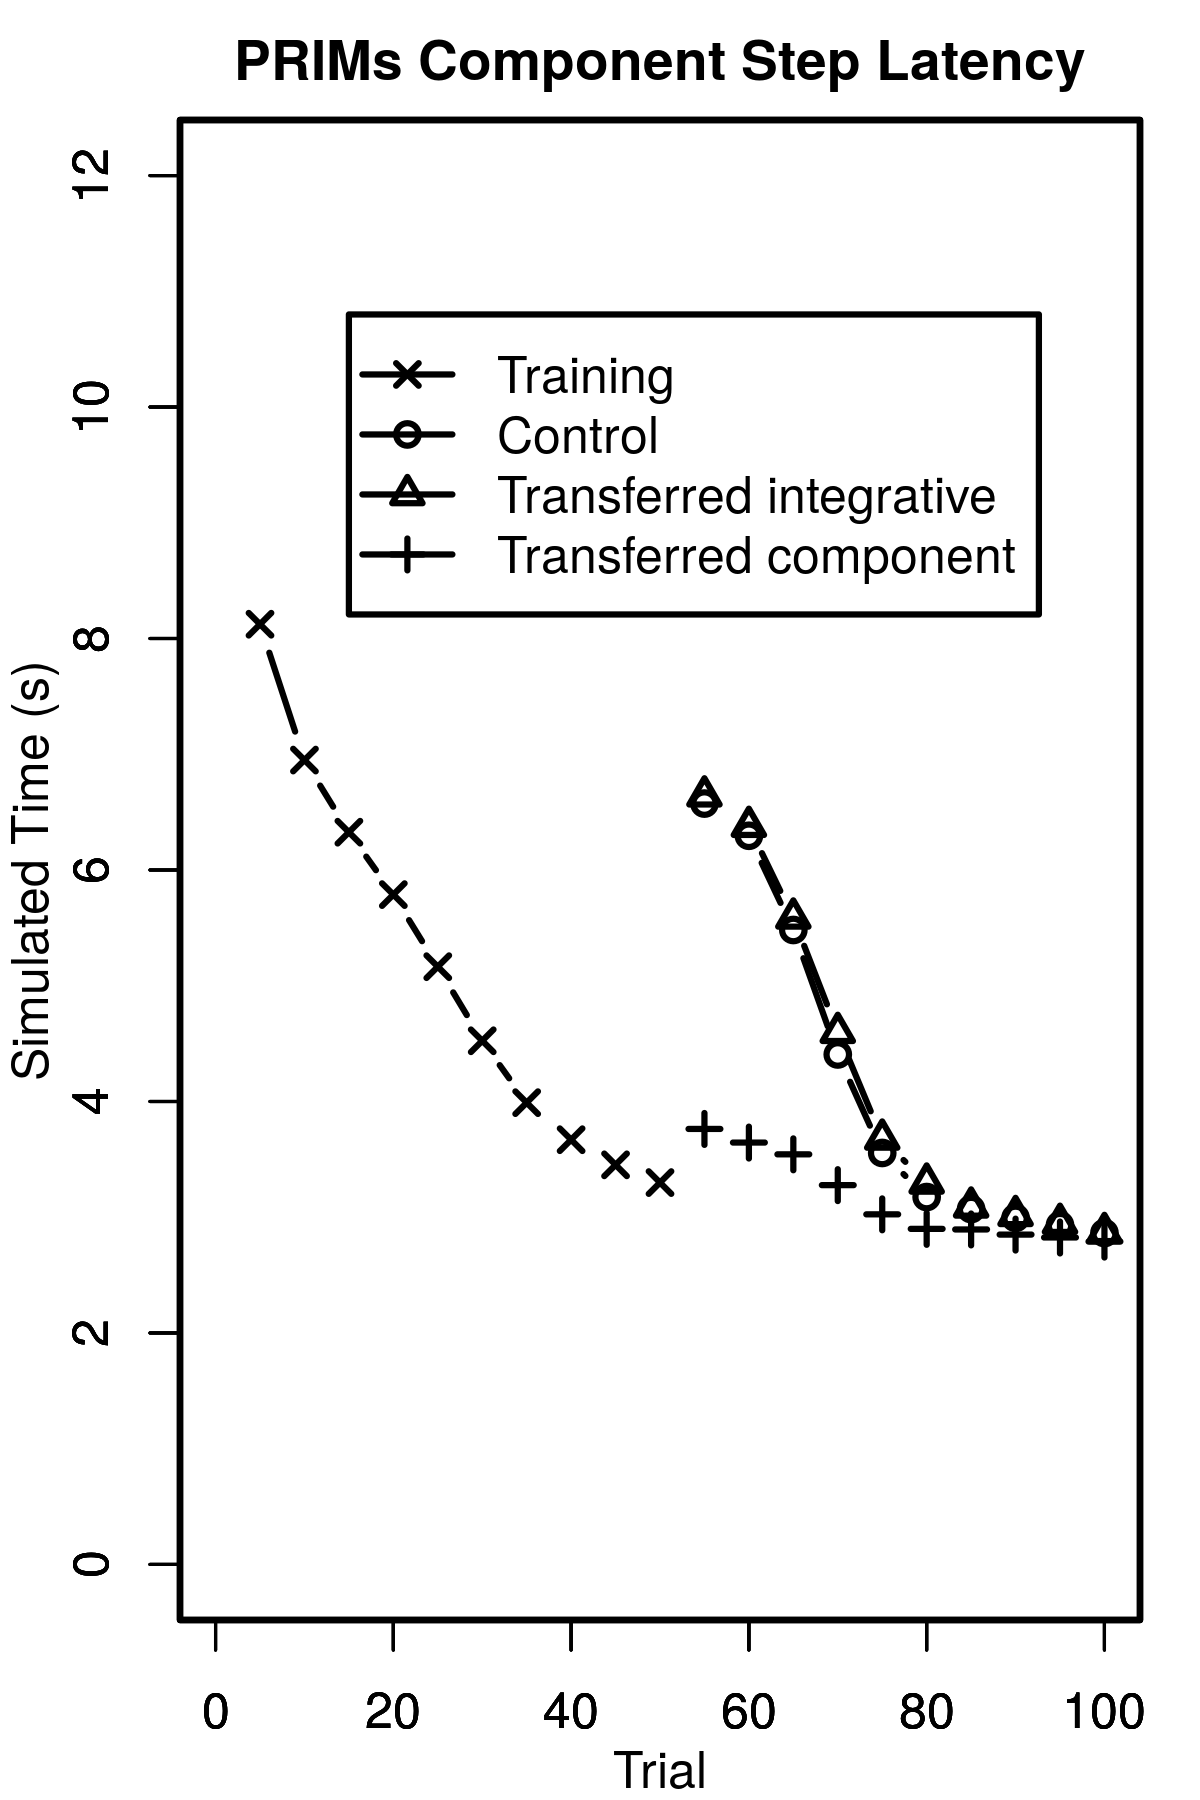 PRIMs Component Step Latency
Training
Control
Transferred integrative
Transferred component
Simulated Time (s)
12
10
8
6
4
2
0
0 20 40 60 80 100
Trial